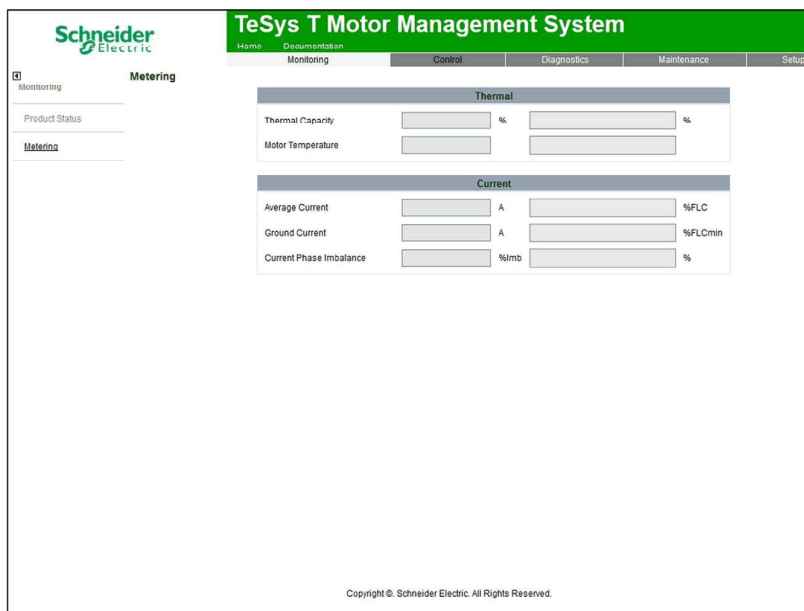 Schneider
Electric
TeSys T Motor Management System
Home Documentation
Monitoring Control Diagnostics Maintenance Setup
Metering
Monitoring
Product Status
Metering
Thermal
Thermal Capacity % %
Motor Temperature
Current
Average Current A %FLC
Ground Current A %FLCmin
Current Phase Imbalance %Imb %
Copyright ©. Schneider Electric. All Rights Reserved.